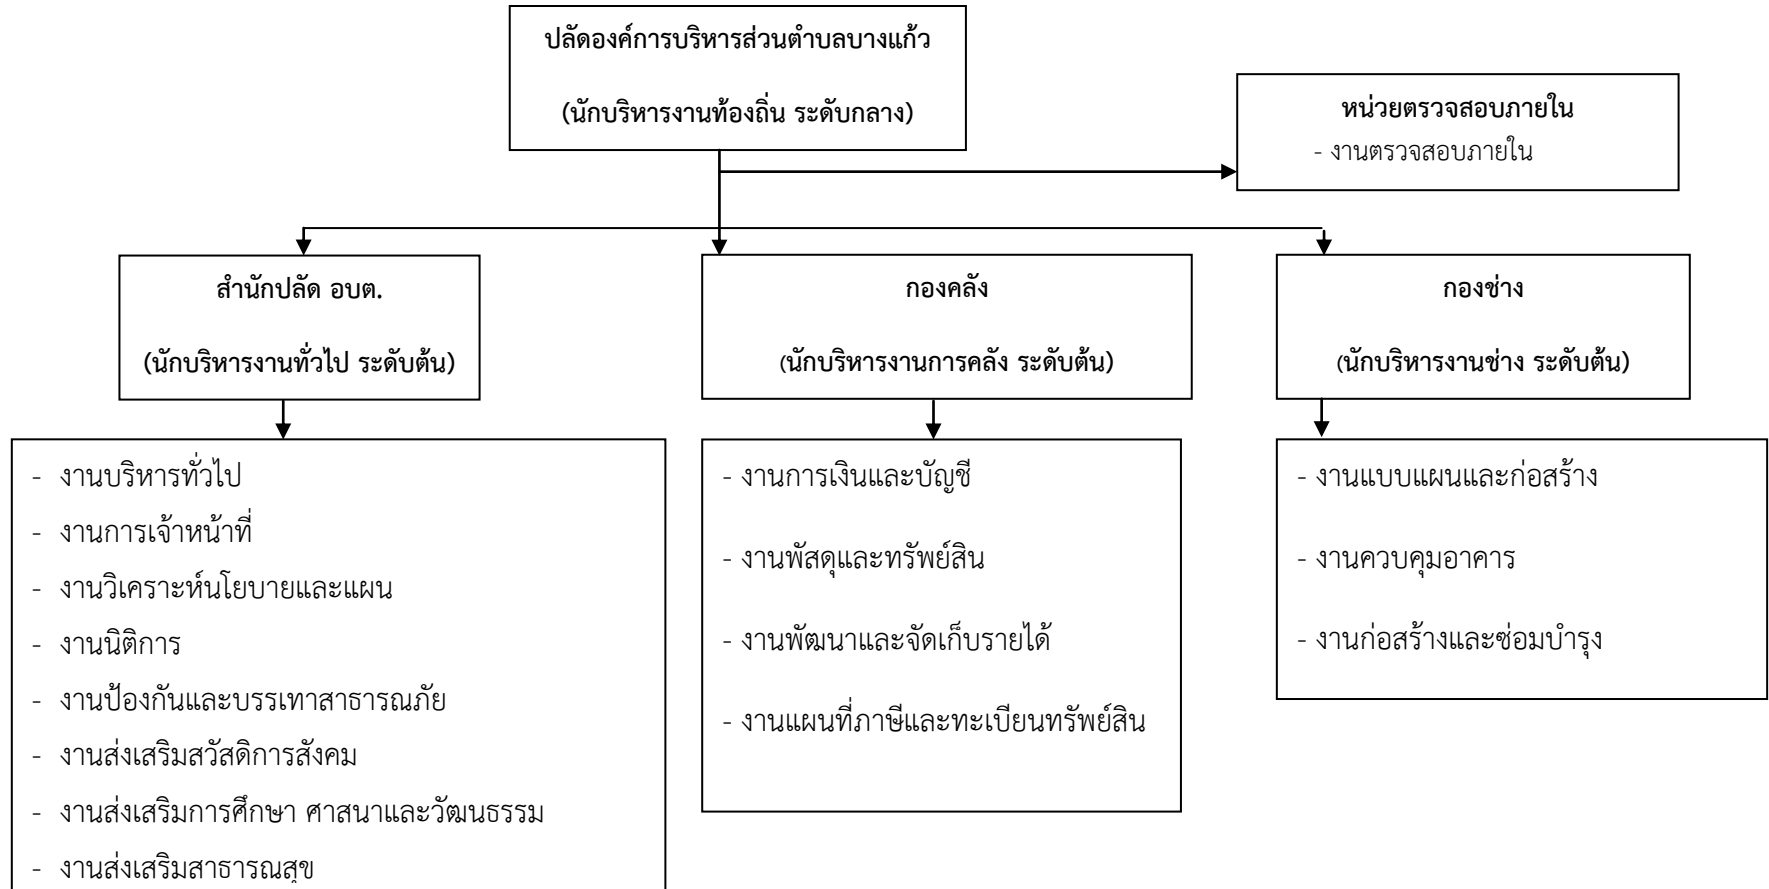 ปลัดองค์การบริหารส่วนตำบลบางแก้ว
(นักบริหารงานท้องถิ่น ระดับกลาง)
หน่วยตรวจสอบภายใน
- งานตรวจสอบภายใน
สำนักปลัด อบต.
(นักบริหารงานทั่วไป ระดับต้น)
กองคลัง
(นักบริหารงานการคลัง ระดับต้น)
กองช่าง
(นักบริหารงานช่าง ระดับต้น)
- งานบริหารทั่วไป
- งานการเจ้าหน้าที่
- งานวิเคราะห์นโยบายและแผน
- งานนิติการ
- งานป้องกันและบรรเทาสาธารณภัย
- งานส่งเสริมสวัสดิการสังคม
- งานส่งเสริมการศึกษา ศาสนาและวัฒนธรรม
- งานส่งเสริมสาธารณสุข
- งานการเงินและบัญชี
- งานพัสดุและทรัพย์สิน
- งานพัฒนาและจัดเก็บรายได้
- งานแผนที่ภาษีและทะเบียนทรัพย์สิน
- งานแบบแผนและก่อสร้าง
- งานควบคุมอาคาร
- งานก่อสร้างและซ่อมบำรุง